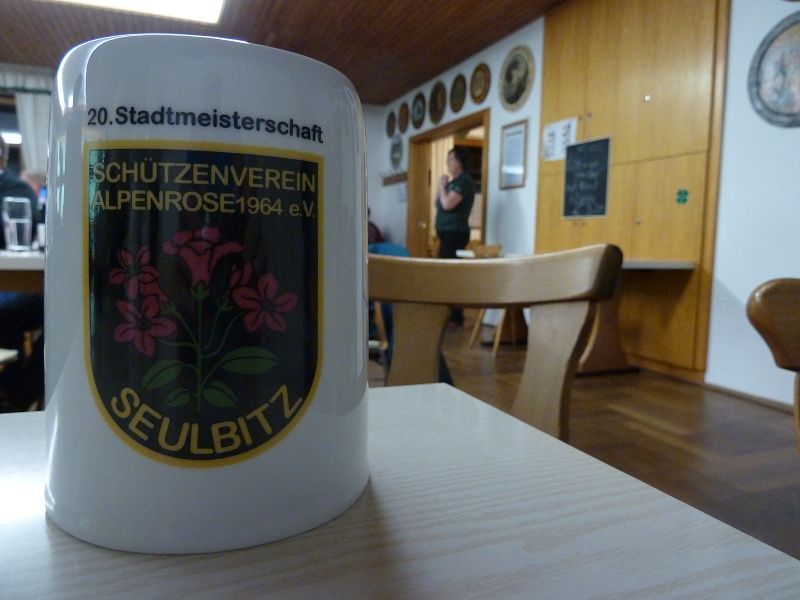 20.Stadtmeisterschaft
SCHÜTZENVEREIN
ALPENROSE1964 e.V.
SEULBITZ